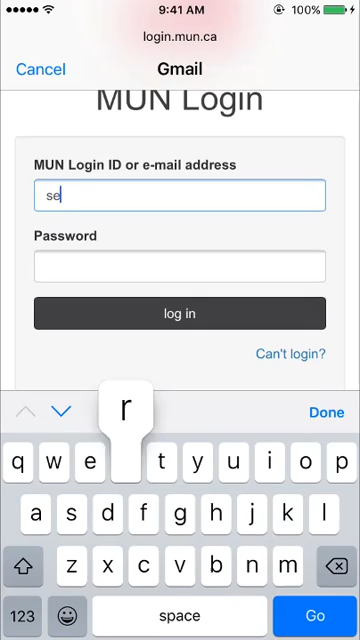 9:41 AM 100%
login.mun.ca
Cancel Gmail
MUN Login
MUN Login ID or e-mail address
se
Password
log in
Can't login?
r
Done
q w e t y u i o p
a s d f g h j k l
z x c v b n m
123 space Go